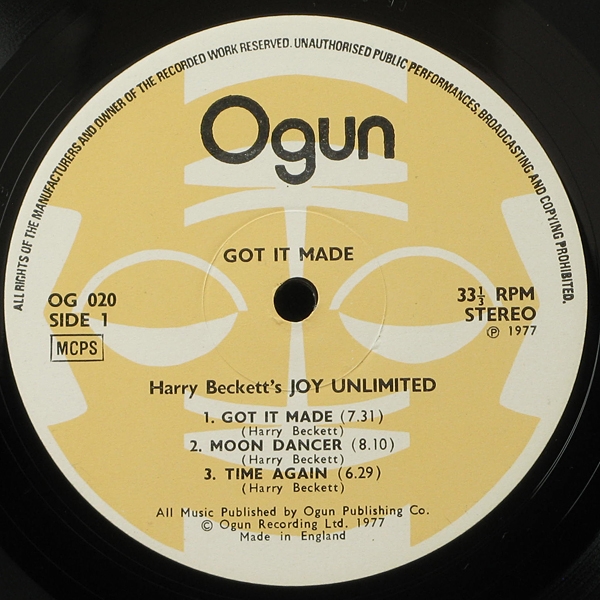 ALL RIGHTS OF THE MANUFACTURERS AND OWNER OF THE RECORDED WORK RESERVED. UNAUTHORISED PUBLIC PERFORMANCES, BROADCASTING AND COPYING PROHIBITED.
Ogun
GOT IT MADE
OG 020
SIDE 1
MCPS
33⅓ RPM
STEREO
℗ 1977
Harry Beckett's JOY UNLIMITED
1. GOT IT MADE (7.31)
(Harry Beckett)
2. MOON DANCER (8.10)
(Harry Beckett)
3. TIME AGAIN (6.29)
(Harry Beckett)
All Music Published by Ogun Publishing Co.
© Ogun Recording Ltd. 1977
Made in England